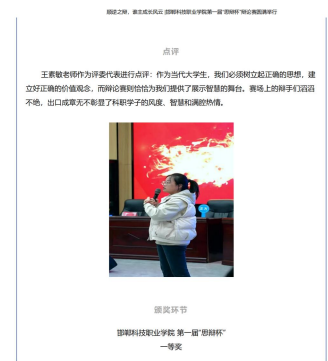 顺逆之辩，谁主成长风云 |邯郸科技职业学院第一届"思辩杯"辩论赛圆满举行
点评
王素敏老师作为评委代表进行点评：作为当代大学生，我们必须树立起正确的思想，建
立好正确的价值观念，而辩论赛则恰恰为我们提供了展示智慧的舞台。赛场上的辩手们滔滔
不绝，出口成章无不彰显了科职学子的风度、智慧和满腔热情。
颁奖环节
邯郸科技职业学院 第一届"思辩杯"
一等奖